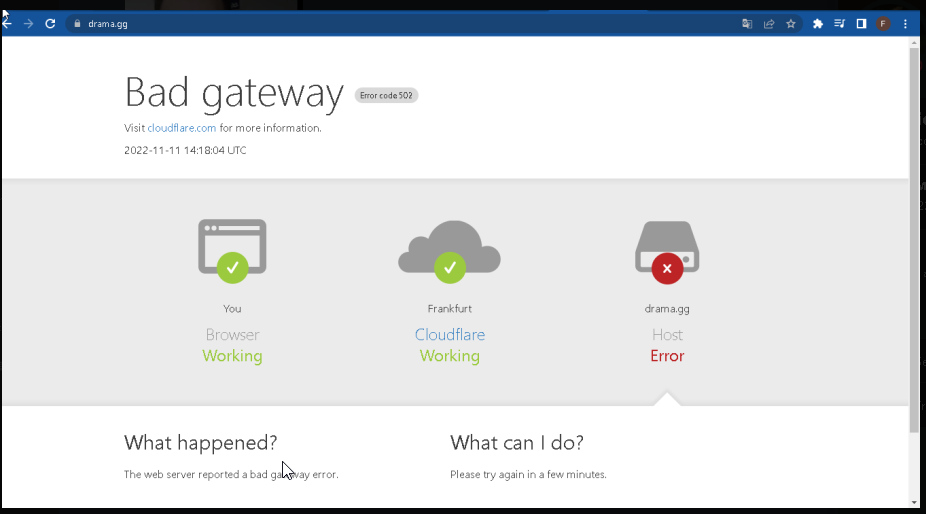 drama.gg
F
Bad gateway Error code 502
Visit cloudflare.com for more information.
2022-11-11 14:18:04 UTC
You
Browser
Working
Frankfurt
Cloudflare
Working
drama.gg
Host
Error
What happened?
The web server reported a bad gateway error.
What can I do?
Please try again in a few minutes.